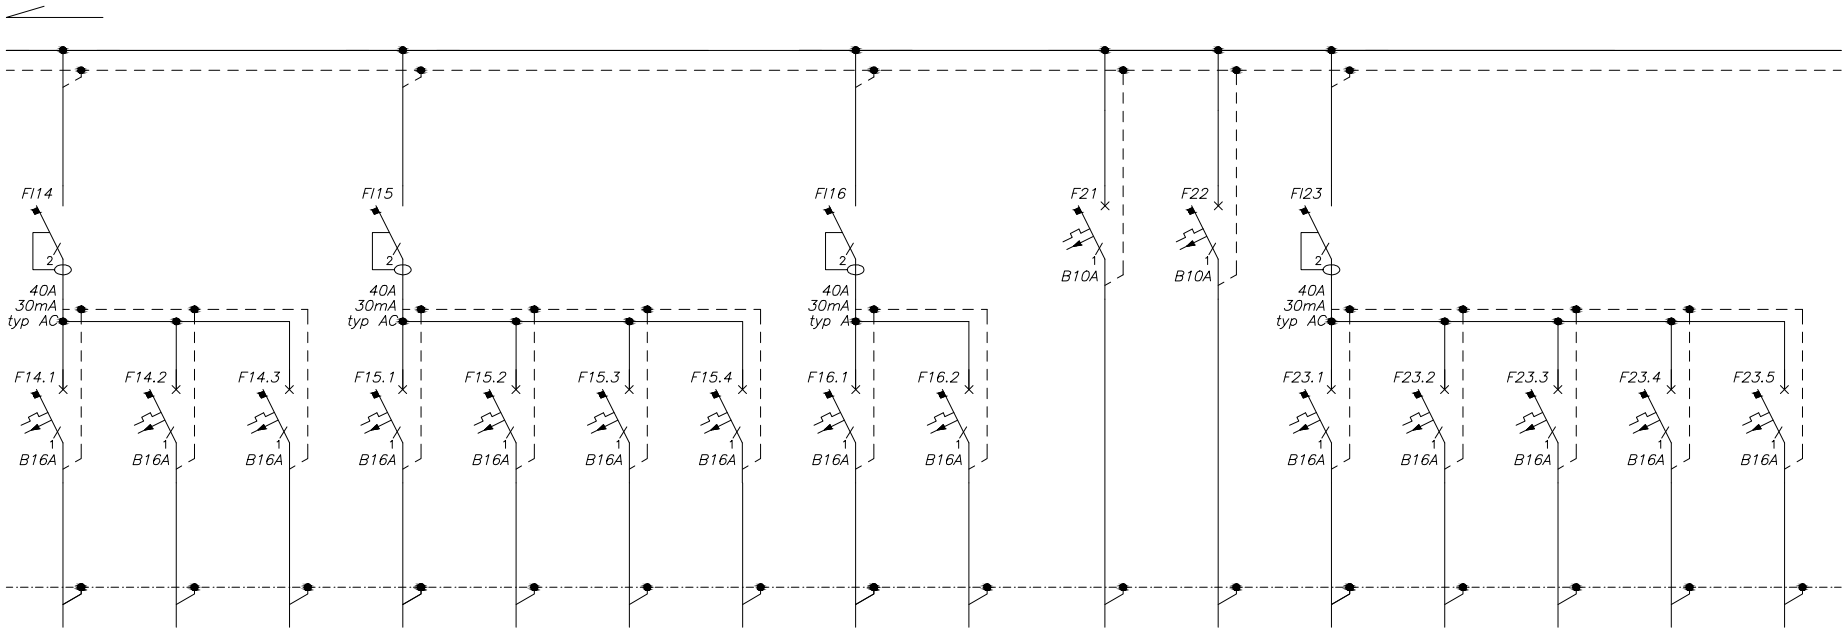 FI14
FI15
FI16
F21
F22
FI23
2
2
2
1
1
2
B10A
B10A
40A
30mA
typ AC
40A
30mA
typ AC
40A
30mA
typ A
40A
30mA
typ AC
F14.1
F14.2
F14.3
F15.1
F15.2
F15.3
F15.4
F16.1
F16.2
F23.1
F23.2
F23.3
F23.4
F23.5
1
1
1
1
1
1
1
1
1
1
1
1
1
1
B16A
B16A
B16A
B16A
B16A
B16A
B16A
B16A
B16A
B16A
B16A
B16A
B16A
B16A